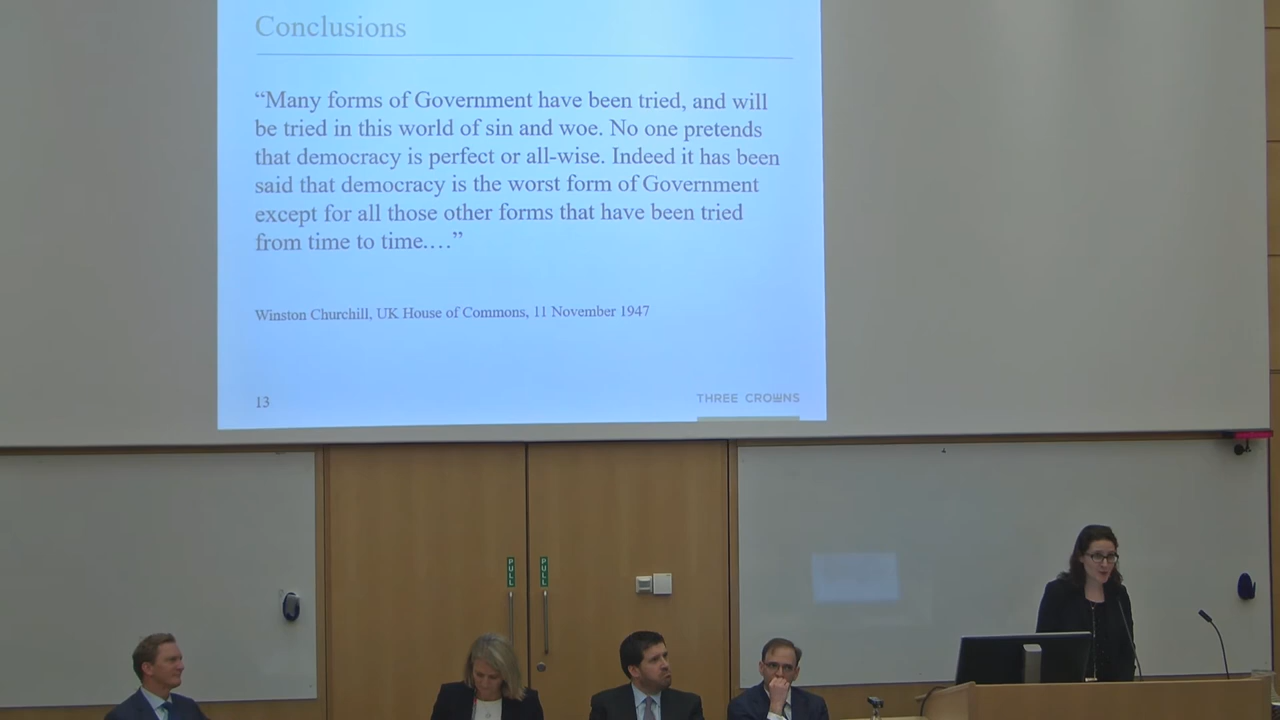 Conclusions
“Many forms of Government have been tried, and will
be tried in this world of sin and woe. No one pretends
that democracy is perfect or all-wise. Indeed it has been
said that democracy is the worst form of Government
except for all those other forms that have been tried
from time to time.…”
Winston Churchill, UK House of Commons, 11 November 1947
13
THREE CROWNS
PULL
PULL